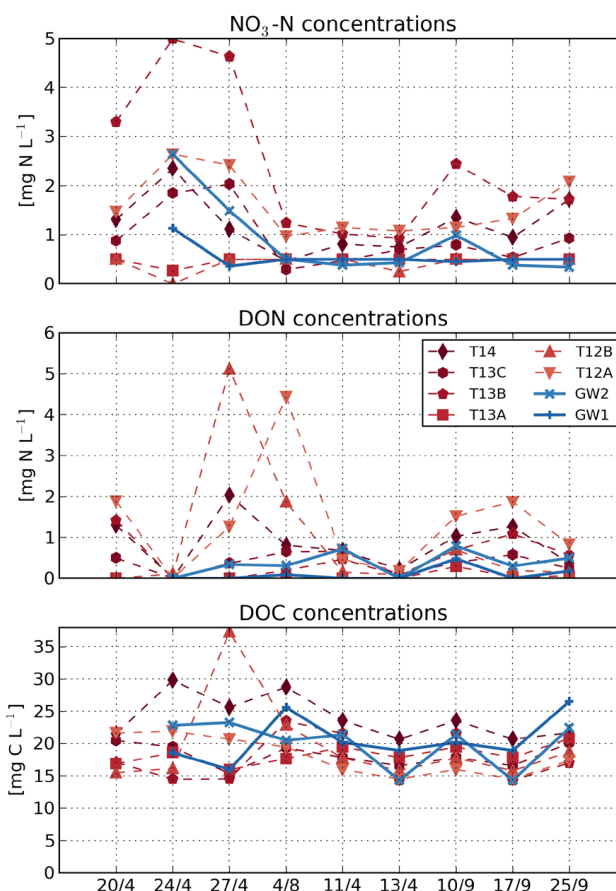 NO₃-N concentrations
5
4
3
2
1
0
[mg N L⁻¹]
DON concentrations
6
5
4
3
2
1
0
[mg N L⁻¹]
T14 T12B
T13C T12A
T13B GW2
T13A GW1
DOC concentrations
35
30
25
20
15
10
5
0
[mg C L⁻¹]
20/4 24/4 27/4 4/8 11/4 13/4 10/9 17/9 25/9